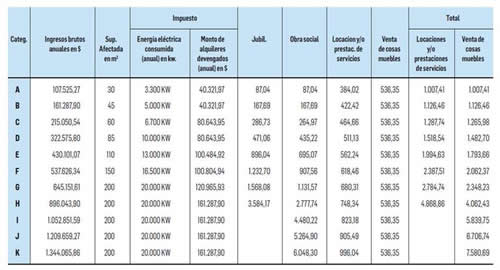 Impuesto Total
Categ. Ingresos brutos anuales en $ Sup. Afectada en m² Energía eléctrica consumida (anual) en kw. Monto de alquileres devengados (anual) en $ Jubil. Obra social Locacion y/o prestac. de servicios Venta de cosas muebles Locaciones y/o prestaciones de servicios Venta de cosas muebles
A 107.525,27 30 3.300 KW 40.321,97 87,04 87,04 384,02 536,35 1.007,41 1.007,41
B 161.287,90 45 5.000 KW 40.321,97 167,69 167,69 422,42 536,35 1.126,46 1.126,46
C 215.050,54 60 6.700 KW 80.643,95 286,73 264,97 464,66 536,35 1.287,74 1.265,98
D 322.575,80 85 10.000 KW 80.643,95 471,06 435,22 511,13 536,35 1.518,54 1.482,70
E 430.101,07 110 13.000 KW 100.484,92 896,04 695,07 562,24 536,35 1.994,63 1.793,66
F 537.626,34 150 16.500 KW 100.804,94 1.232,70 907,56 618,46 536,35 2.387,51 2.062,37
G 645.151,61 200 20.000 KW 120.965,93 1.568,08 1.131,57 680,31 536,35 2.784,74 2.348,23
H 896.043,90 200 20.000 KW 161.287,90 3.584,17 2.777,74 748,34 536,35 4.868,86 4.062,43
I 1.052.851,59 200 20.000 KW 161.287,90 4.480,22 823,18 536,35 5.839,75
J 1.209.659,27 200 20.000 KW 161.287,90 5.264,90 905,49 536,35 6.706,74
K 1.344.065,86 200 20.000 KW 161.287,90 6.048,30 996,04 536,35 7.580,69